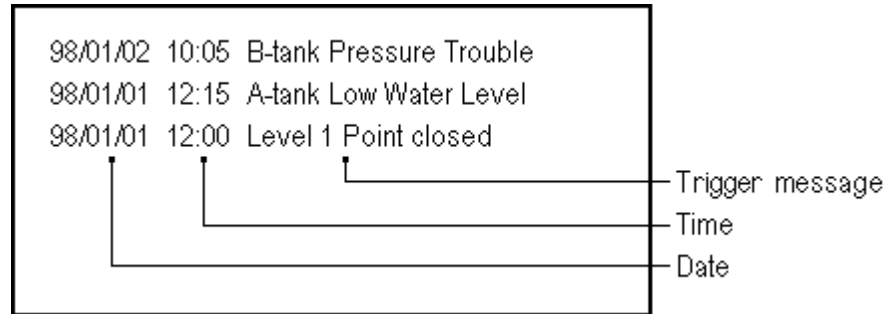 98/01/02 10:05 B-tank Pressure Trouble
98/01/01 12:15 A-tank Low Water Level
98/01/01 12:00 Level 1 Point closed
Trigger message
Time
Date